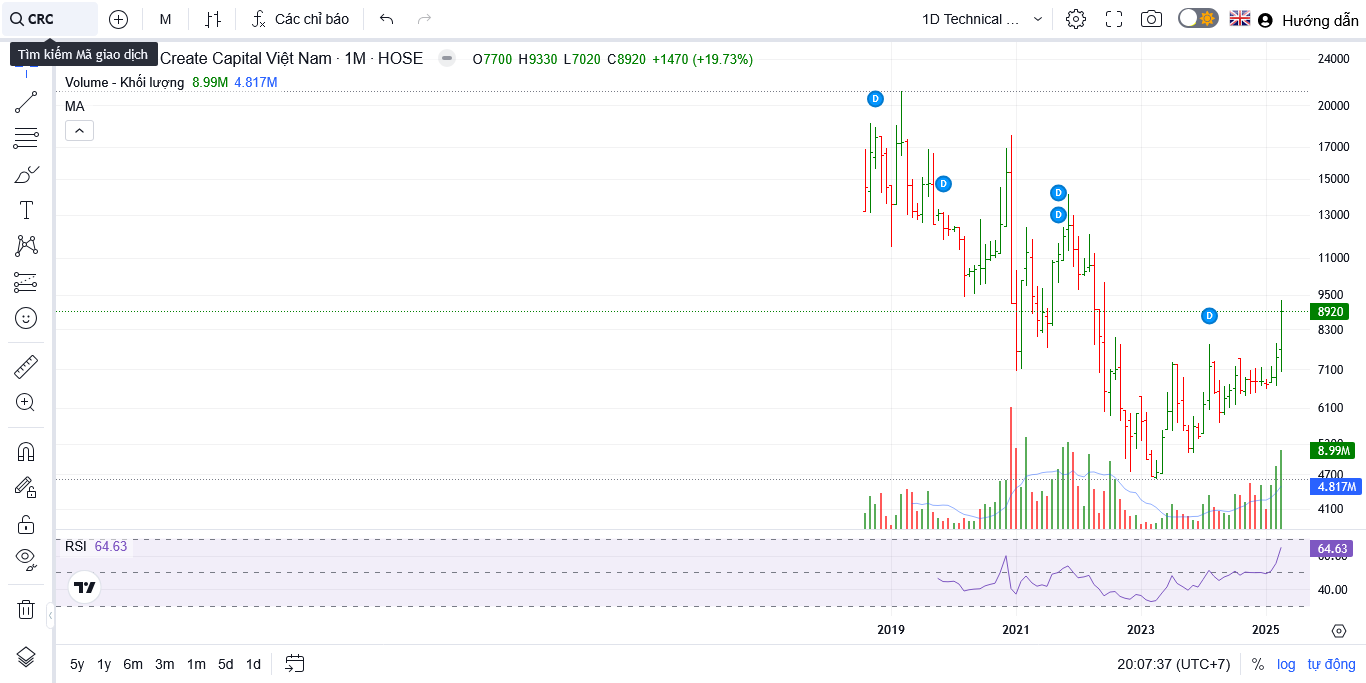 CRC
M
Các chỉ báo
1D Technical ...
Hướng dẫn
Tìm kiếm Mã giao dịch
Create Capital Việt Nam · 1M · HOSE
O7700 H9330 L7020 C8920 +1470 (+19.73%)
Volume - Khối lượng 8.99M 4.817M
MA
D
D
D
D
D
24000
20000
17000
15000
13000
11000
9500
8920
8300
7100
6100
8.99M
4700
4.817M
4100
RSI 64.63
64.63
40.00
2019
2021
2023
2025
5y 1y 6m 3m 1m 5d 1d
20:07:37 (UTC+7)
% log tự động